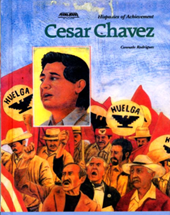 Hispanics of Achievement
Cesar Chavez
Consuelo Rodriguez
HUELGA
HUELGA
HUELGA